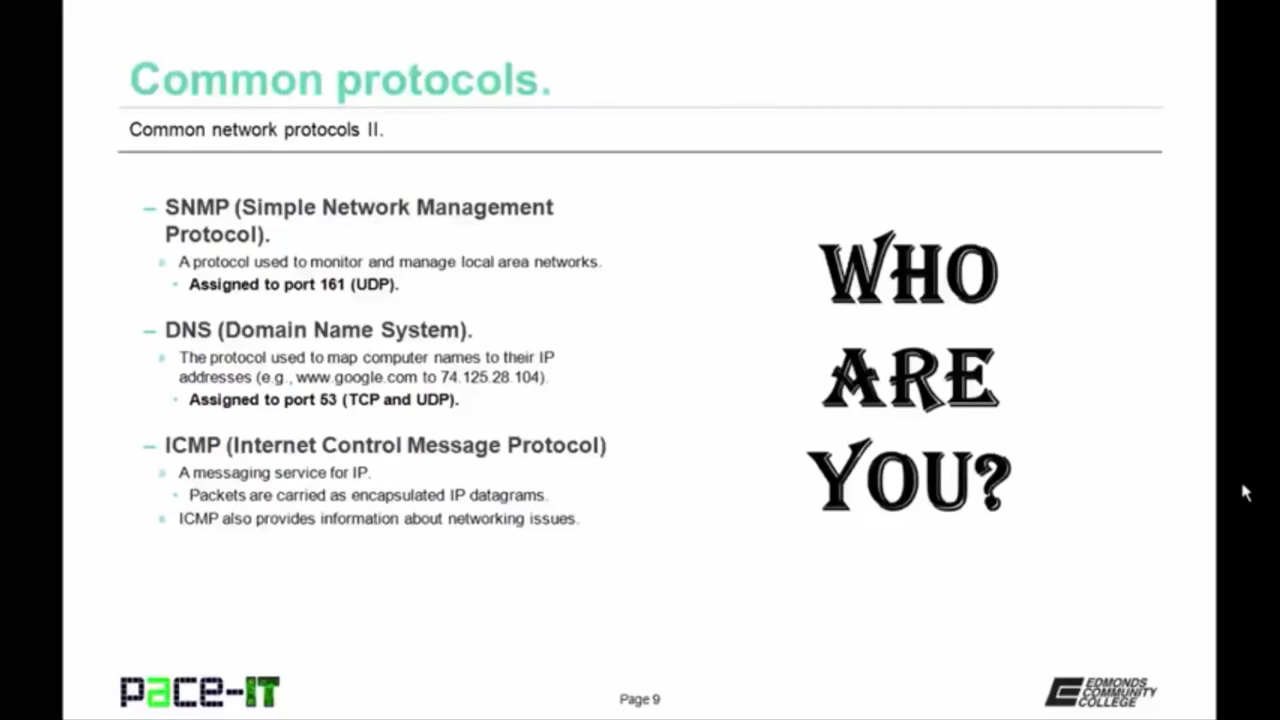 Common protocols.
Common network protocols II.
– SNMP (Simple Network Management
Protocol).
» A protocol used to monitor and manage local area networks.
• Assigned to port 161 (UDP).
– DNS (Domain Name System).
» The protocol used to map computer names to their IP
addresses (e.g., www.google.com to 74.125.28.104).
• Assigned to port 53 (TCP and UDP).
– ICMP (Internet Control Message Protocol)
» A messaging service for IP.
• Packets are carried as encapsulated IP datagrams.
» ICMP also provides information about networking issues.
WHO
ARE
YOU?
pace-IT
Page 9
EDMONDS
COMMUNITY
COLLEGE